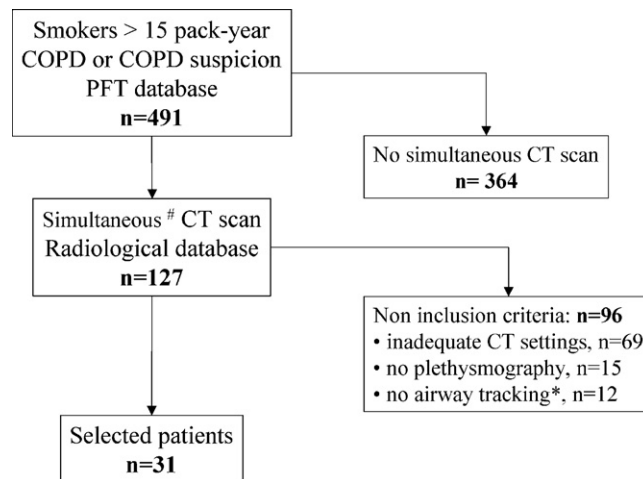 Smokers > 15 pack-year
COPD or COPD suspicion
PFT database
n=491
No simultaneous CT scan
n= 364
Simultaneous # CT scan
Radiological database
n=127
Non inclusion criteria: n=96
• inadequate CT settings, n=69
• no plethysmography, n=15
• no airway tracking*, n=12
Selected patients
n=31